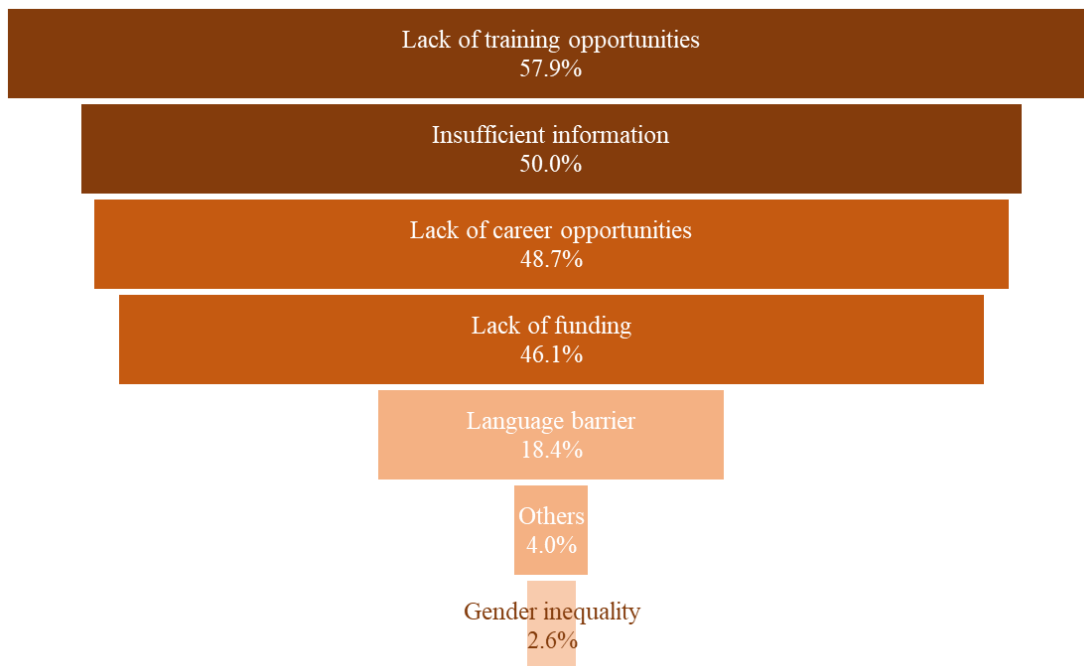 Lack of training opportunities
57.9%
Insufficient information
50.0%
Lack of career opportunities
48.7%
Lack of funding
46.1%
Language barrier
18.4%
Others
4.0%
Gender inequality
2.6%